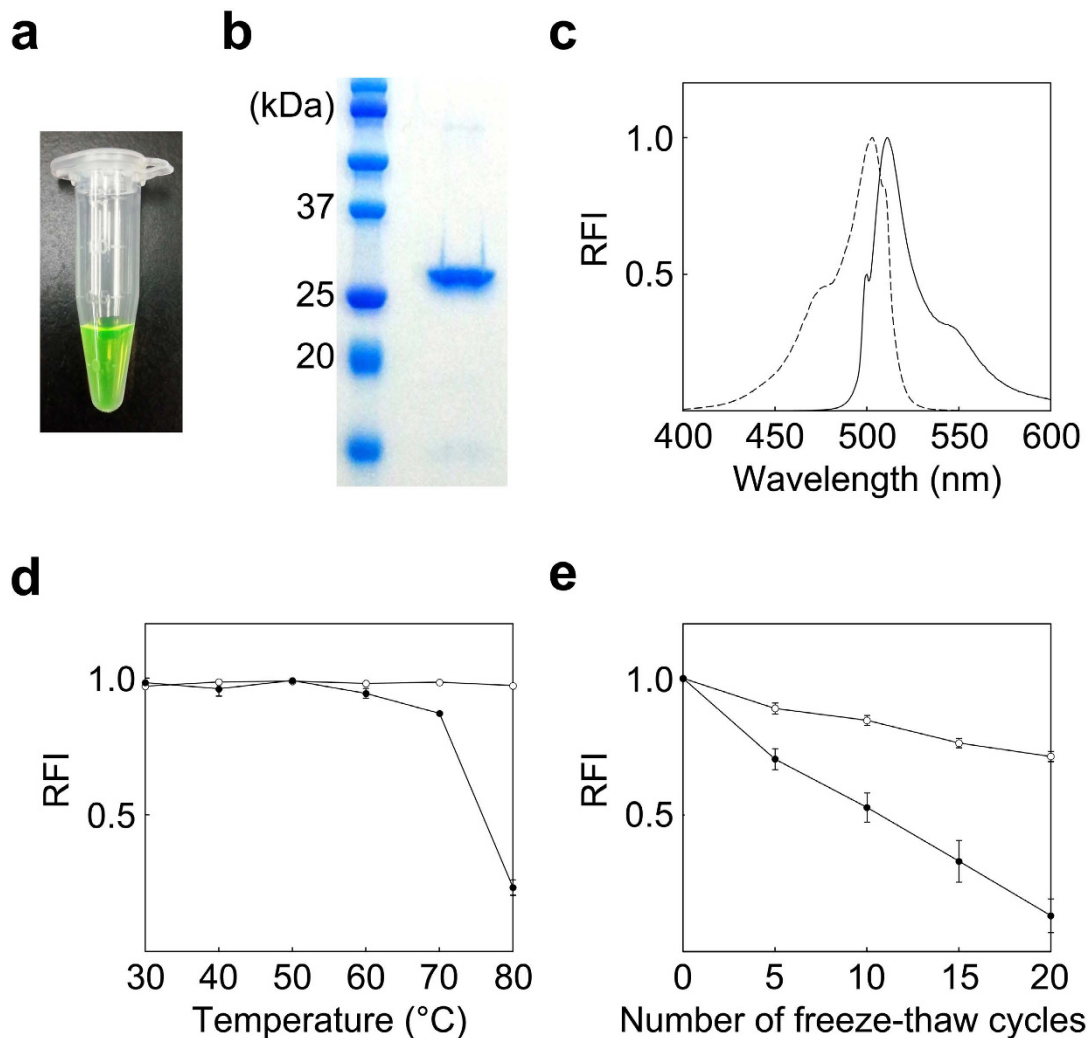 a
b
c
(kDa)
37
25
20
RFI
1.0
0.5
400 450 500 550 600
Wavelength (nm)
d
e
RFI
1.0
0.5
30 40 50 60 70 80
Temperature (°C)
RFI
1.0
0.5
0 5 10 15 20
Number of freeze-thaw cycles